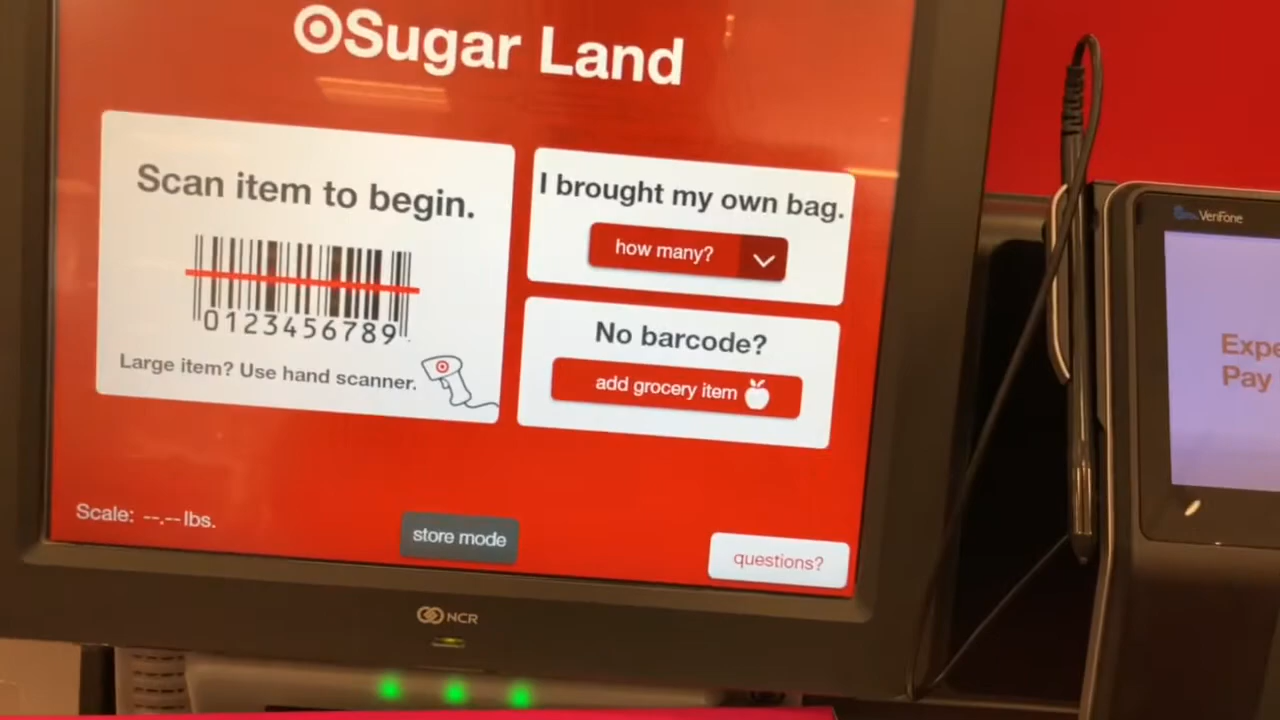 Sugar Land
Scan item to begin.
0123456789
Large item? Use hand scanner.
I brought my own bag.
how many?
No barcode?
add grocery item
Scale: --.-- lbs.
store mode
questions?
NCR
VeriFone
Pay